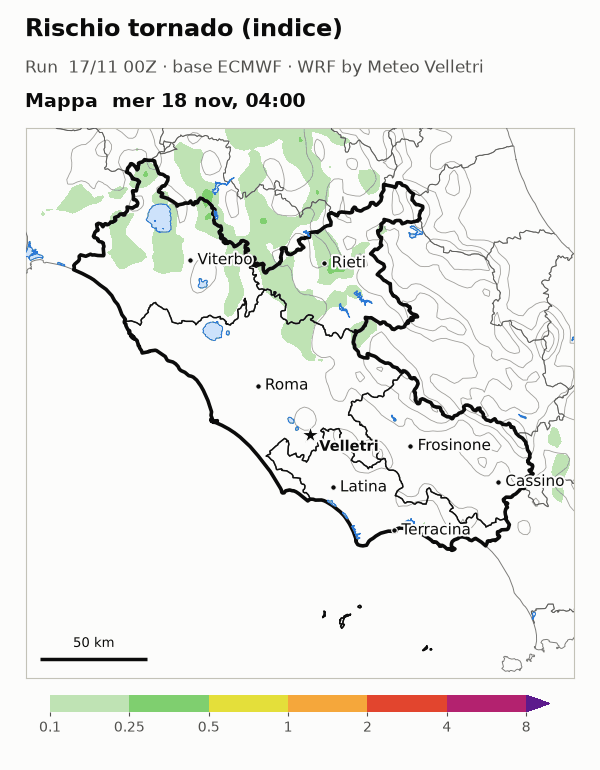 Rischio tornado (indice)
Run 17/11 00Z · base ECMWF · WRF by Meteo Velletri
Mappa mer 18 nov, 04:00
Viterbo
Rieti
Roma
Velletri
Frosinone
Cassino
Latina
Terracina
50 km
0.1 0.25 0.5 1 2 4 8